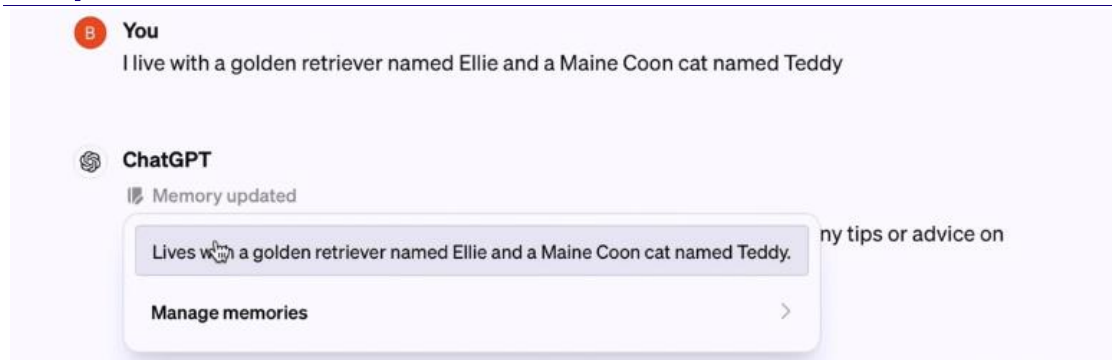 B
You
I live with a golden retriever named Ellie and a Maine Coon cat named Teddy
ChatGPT
Memory updated
ny tips or advice on
Lives a golden retriever named Ellie and a Maine Coon cat named Teddy.
Manage memories